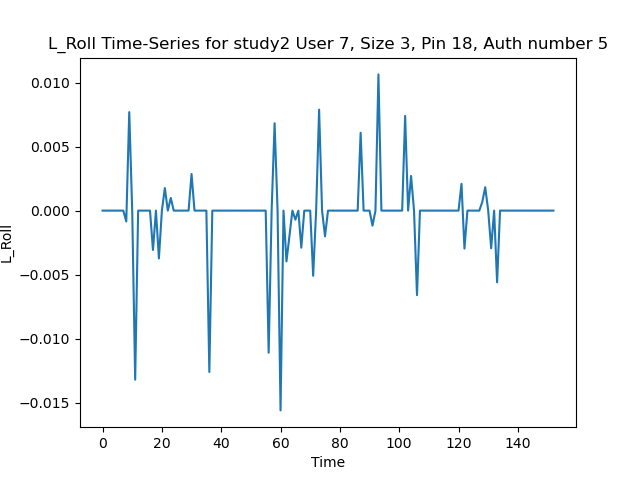 L_Roll Time-Series for study2 User 7, Size 3, Pin 18, Auth number 5
0.010
0.005
0.000
−0.005
−0.010
−0.015
L_Roll
0 20 40 60 80 100 120 140
Time